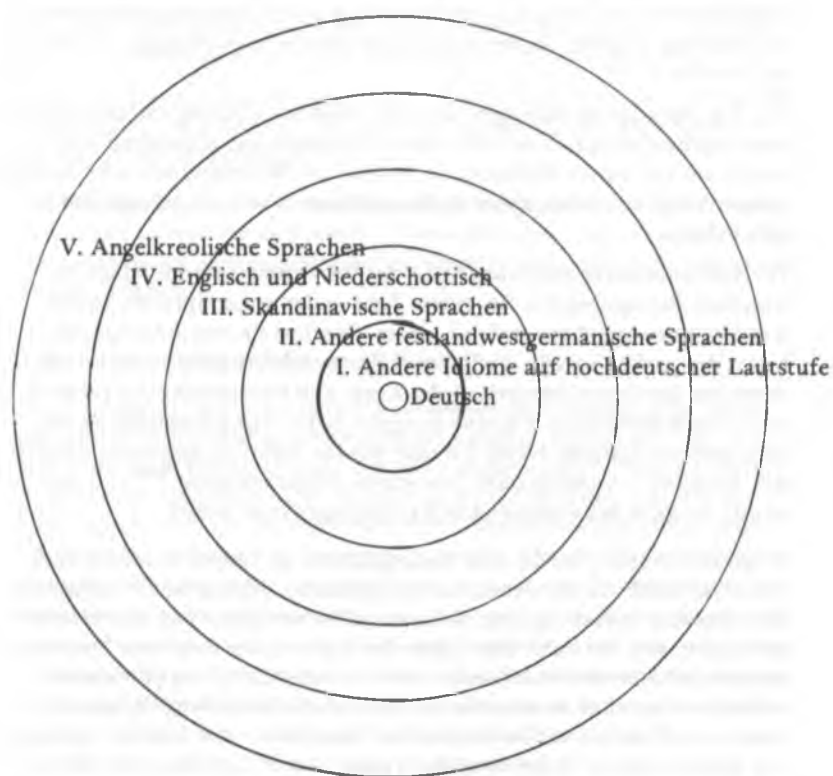 V. Angelkreolische Sprachen
IV. Englisch und Niederschottisch
III. Skandinavische Sprachen
II. Andere festlandwestgermanische Sprachen
I. Andere Idiome auf hochdeutscher Lautstufe
Deutsch